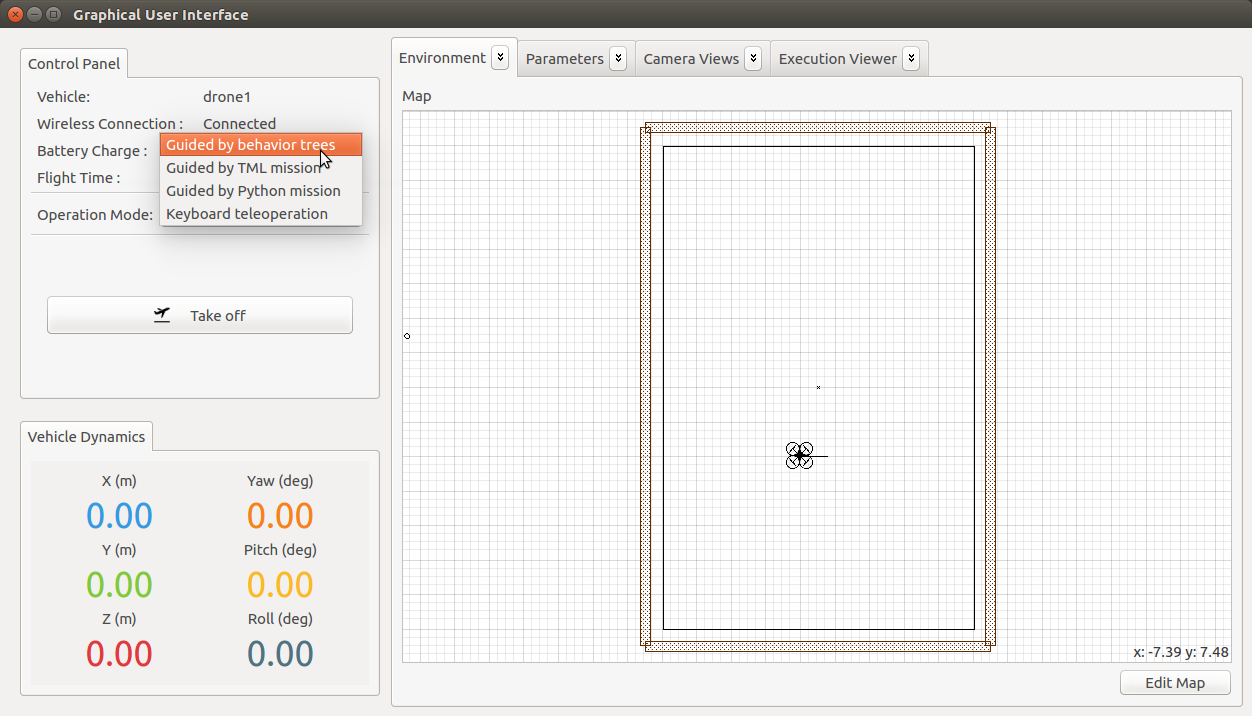 Graphical User Interface
Control Panel
Vehicle: drone1
Wireless Connection : Connected
Battery Charge :
Flight Time :
Operation Mode:
Guided by behavior trees
Guided by TML mission
Guided by Python mission
Keyboard teleoperation
Take off
Vehicle Dynamics
X (m) Yaw (deg)
0.00 0.00
Y (m) Pitch (deg)
0.00 0.00
Z (m) Roll (deg)
0.00 0.00
Environment Parameters Camera Views Execution Viewer
Map
x: -7.39 y: 7.48
Edit Map